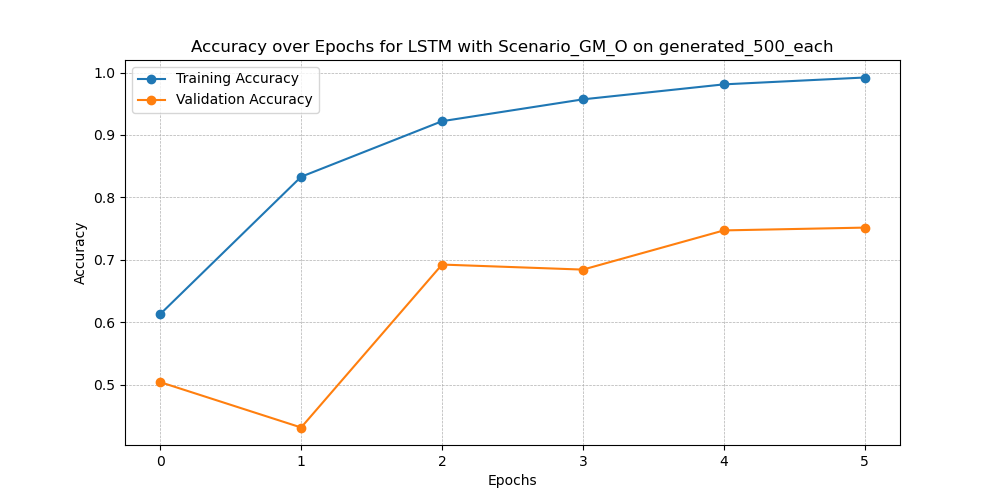 Accuracy over Epochs for LSTM with Scenario_GM_O on generated_500_each
Training Accuracy
Validation Accuracy
Accuracy
1.0
0.9
0.8
0.7
0.6
0.5
0 1 2 3 4 5
Epochs